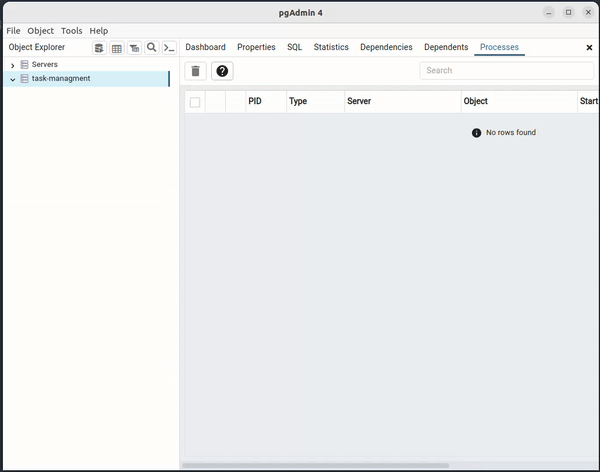 pgAdmin 4
File Object Tools Help
Object Explorer
Dashboard Properties SQL Statistics Dependencies Dependents Processes
Servers
task-managment
Search
PID Type Server Object Start
No rows found